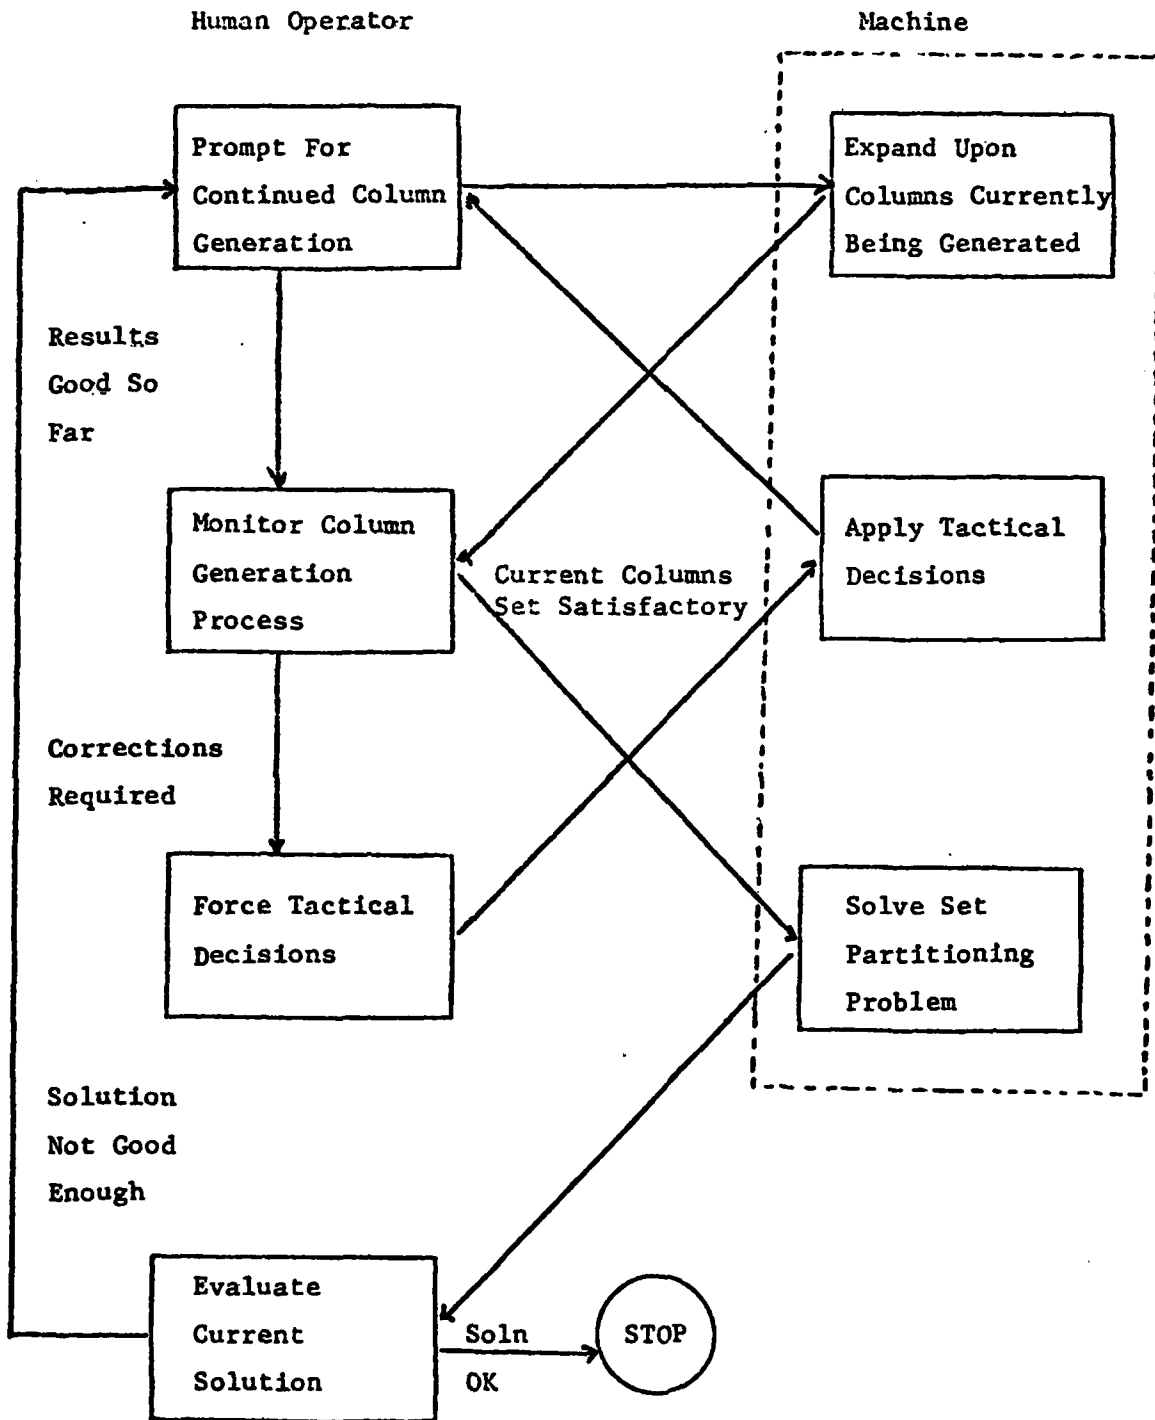 Human Operator
Machine
Prompt For
Continued Column
Generation
Expand Upon
Columns Currently
Being Generated
Results
Good So
Far
Monitor Column
Generation
Process
Current Columns
Set Satisfactory
Apply Tactical
Decisions
Corrections
Required
Force Tactical
Decisions
Solve Set
Partitioning
Problem
Solution
Not Good
Enough
Evaluate
Current
Solution
Soln
OK
STOP